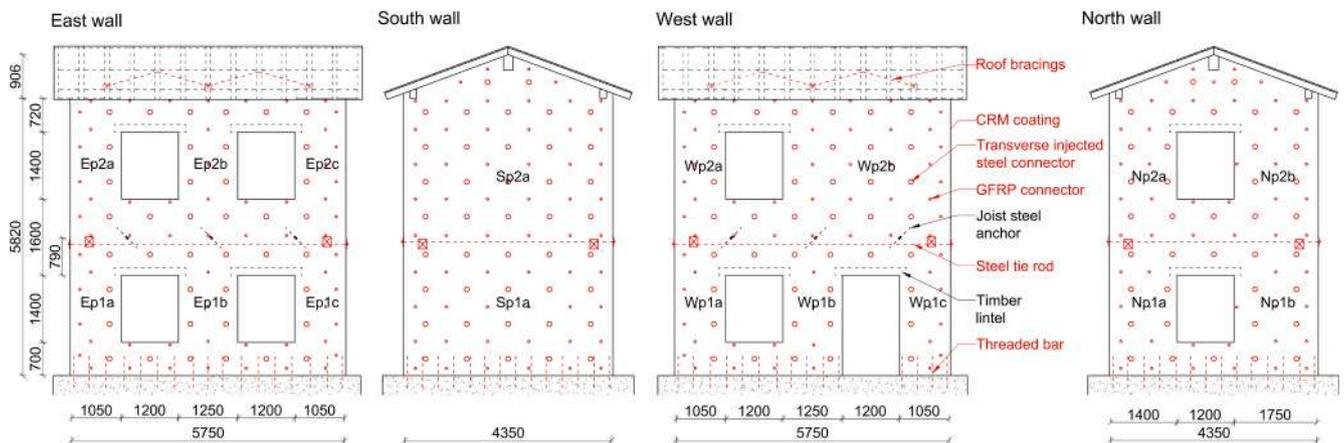 East wall
South wall
West wall
North wall
906
720
1400
5820
1600
790
1400
700
Ep2a
Ep2b
Ep2c
Ep1a
Ep1b
Ep1c
1050
1200
1250
1200
1050
5750
Sp2a
Sp1a
4350
Wp2a
Wp2b
Wp1a
Wp1b
Wp1c
1050
1200
1250
1200
1050
5750
Roof bracings
CRM coating
Transverse injected
steel connector
GFRP connector
Joist steel
anchor
Steel tie rod
Timber
lintel
Threaded bar
Np2a
Np2b
Np1a
Np1b
1400
1200
1750
4350